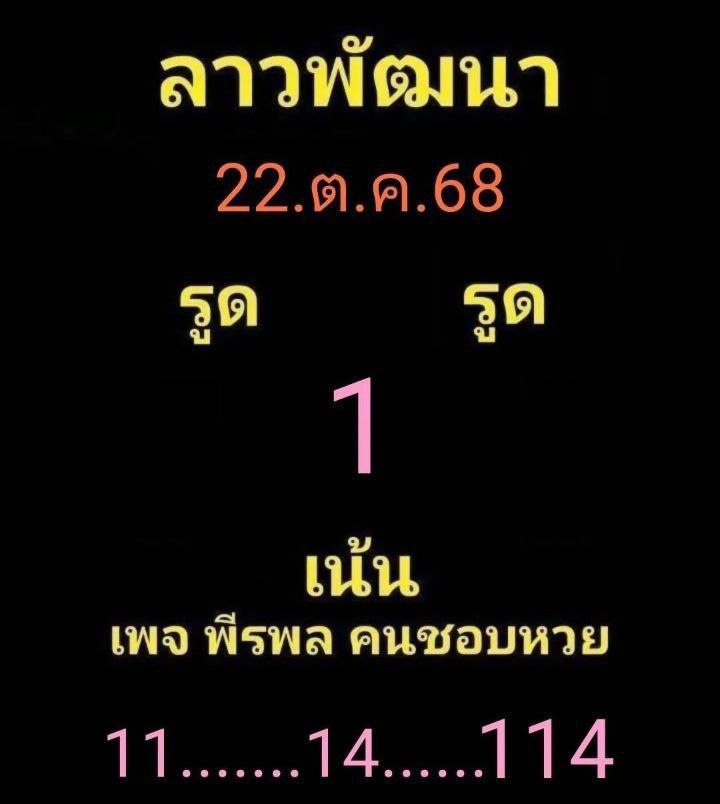 ลาวพัฒนา
22.ต.ค.68
รูด รูด
1
เน้น
เพจ พีรพล คนชอบหวย
11.......14......114